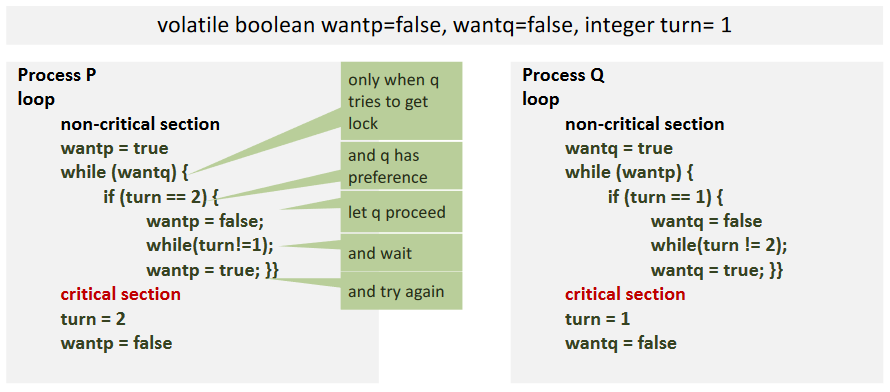 volatile boolean wantp=false, wantq=false, integer turn= 1
Process P
loop
non-critical section
wantp = true
while (wantq) {
if (turn == 2) {
wantp = false;
while(turn!=1);
wantp = true; }}
critical section
turn = 2
wantp = false
only when q
tries to get
lock
and q has
preference
let q proceed
and wait
and try again
Process Q
loop
non-critical section
wantq = true
while (wantp) {
if (turn == 1) {
wantq = false
while(turn != 2);
wantq = true; }}
critical section
turn = 1
wantq = false